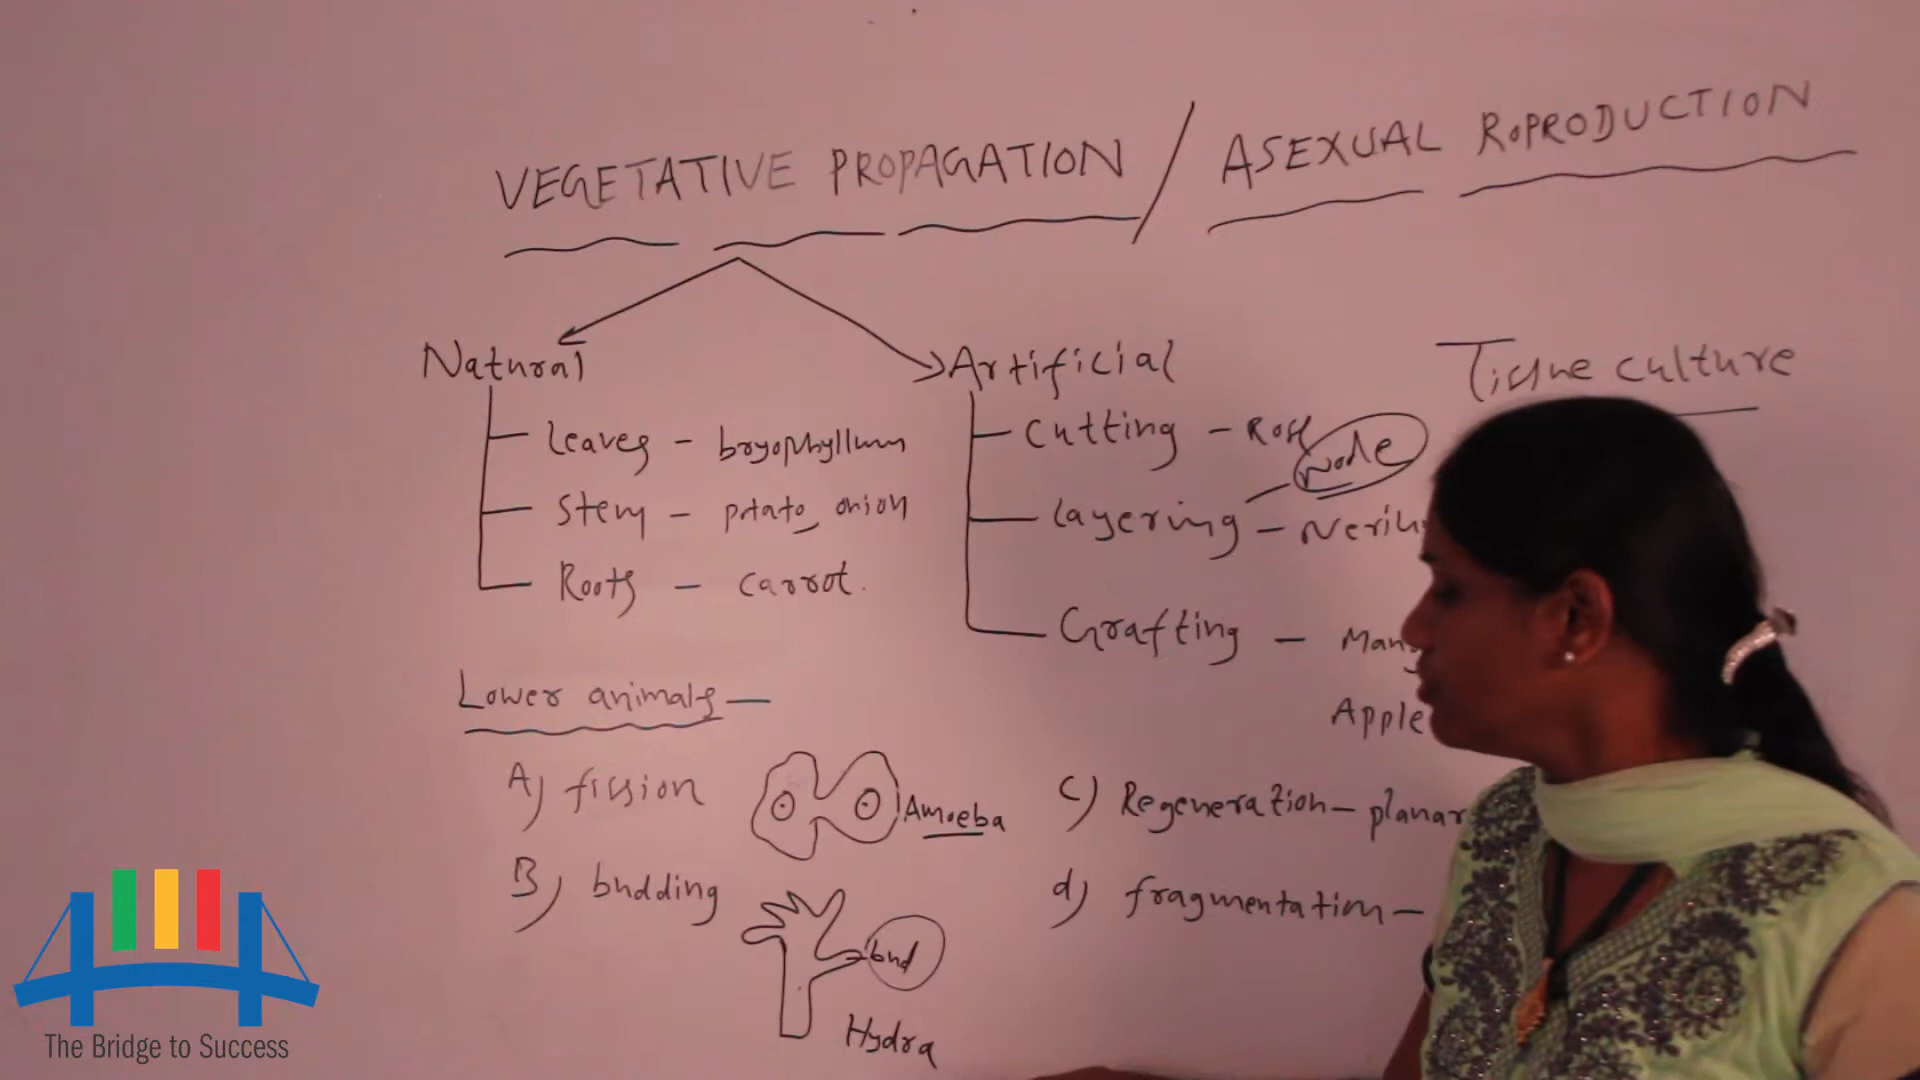 VEGETATIVE PROPAGATION / ASEXUAL REPRODUCTION
Natural
Artificial
Tissue culture
leaves - bryophyllum
Stem - potato, onion
Roots - carrot.
Cutting - Rose
node
Layering -
Grafting -
Apple
Lower animals -
A) fission
Amoeba
B) budding
bud
Hydra
C) Regeneration -
d) fragmentation -
The Bridge to Success